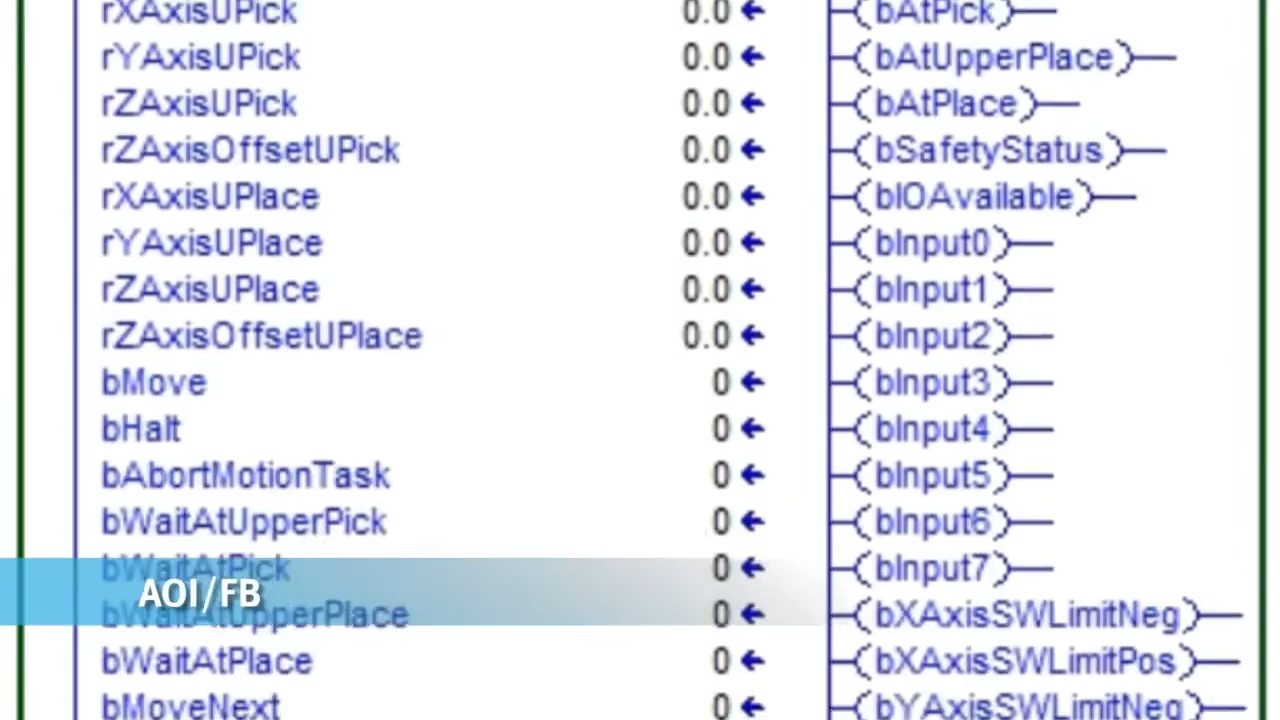 rXAxisUPick 0.0 bAtPick
rYAxisUPick 0.0 bAtUpperPlace
rZAxisUPick 0.0 bAtPlace
rZAxisOffsetUPick 0.0 bSafetyStatus
rXAxisUPlace 0.0 bIOAvailable
rYAxisUPlace 0.0 bInput0
rZAxisUPlace 0.0 bInput1
rZAxisOffsetUPlace 0.0 bInput2
bMove 0 bInput3
bHalt 0 bInput4
bAbortMotionTask 0 bInput5
bWaitAtUpperPick 0 bInput6
bWaitAtPick 0 bInput7
AOI/FB
bWaitAtUpperPlace 0 bXAxisSWLimitNeg
bWaitAtPlace 0 bXAxisSWLimitPos
bMoveNext 0 bYAxisSWLimitNeg